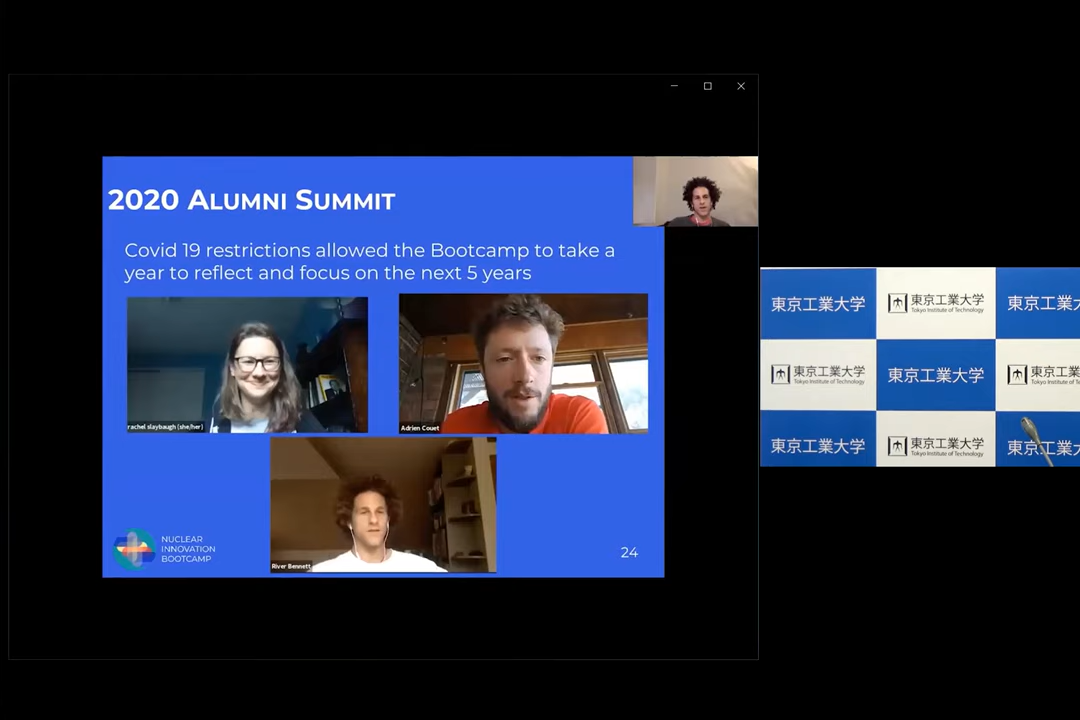 2020 ALUMNI SUMMIT
Covid 19 restrictions allowed the Bootcamp to take a
year to reflect and focus on the next 5 years
rachel slaybaugh (she/her)
Adrien Couet
River Bennett
NUCLEAR
INNOVATION
BOOTCAMP
24
東京工業大学
東京工業大学
Tokyo Institute of Technology
東京工業大
東京工業大学
Tokyo Institute of Technology
東京工業大学
東京工業
Tokyo Institute of T
東京工業大学
東京工業大学
Tokyo Institute of Technology
東京工業大